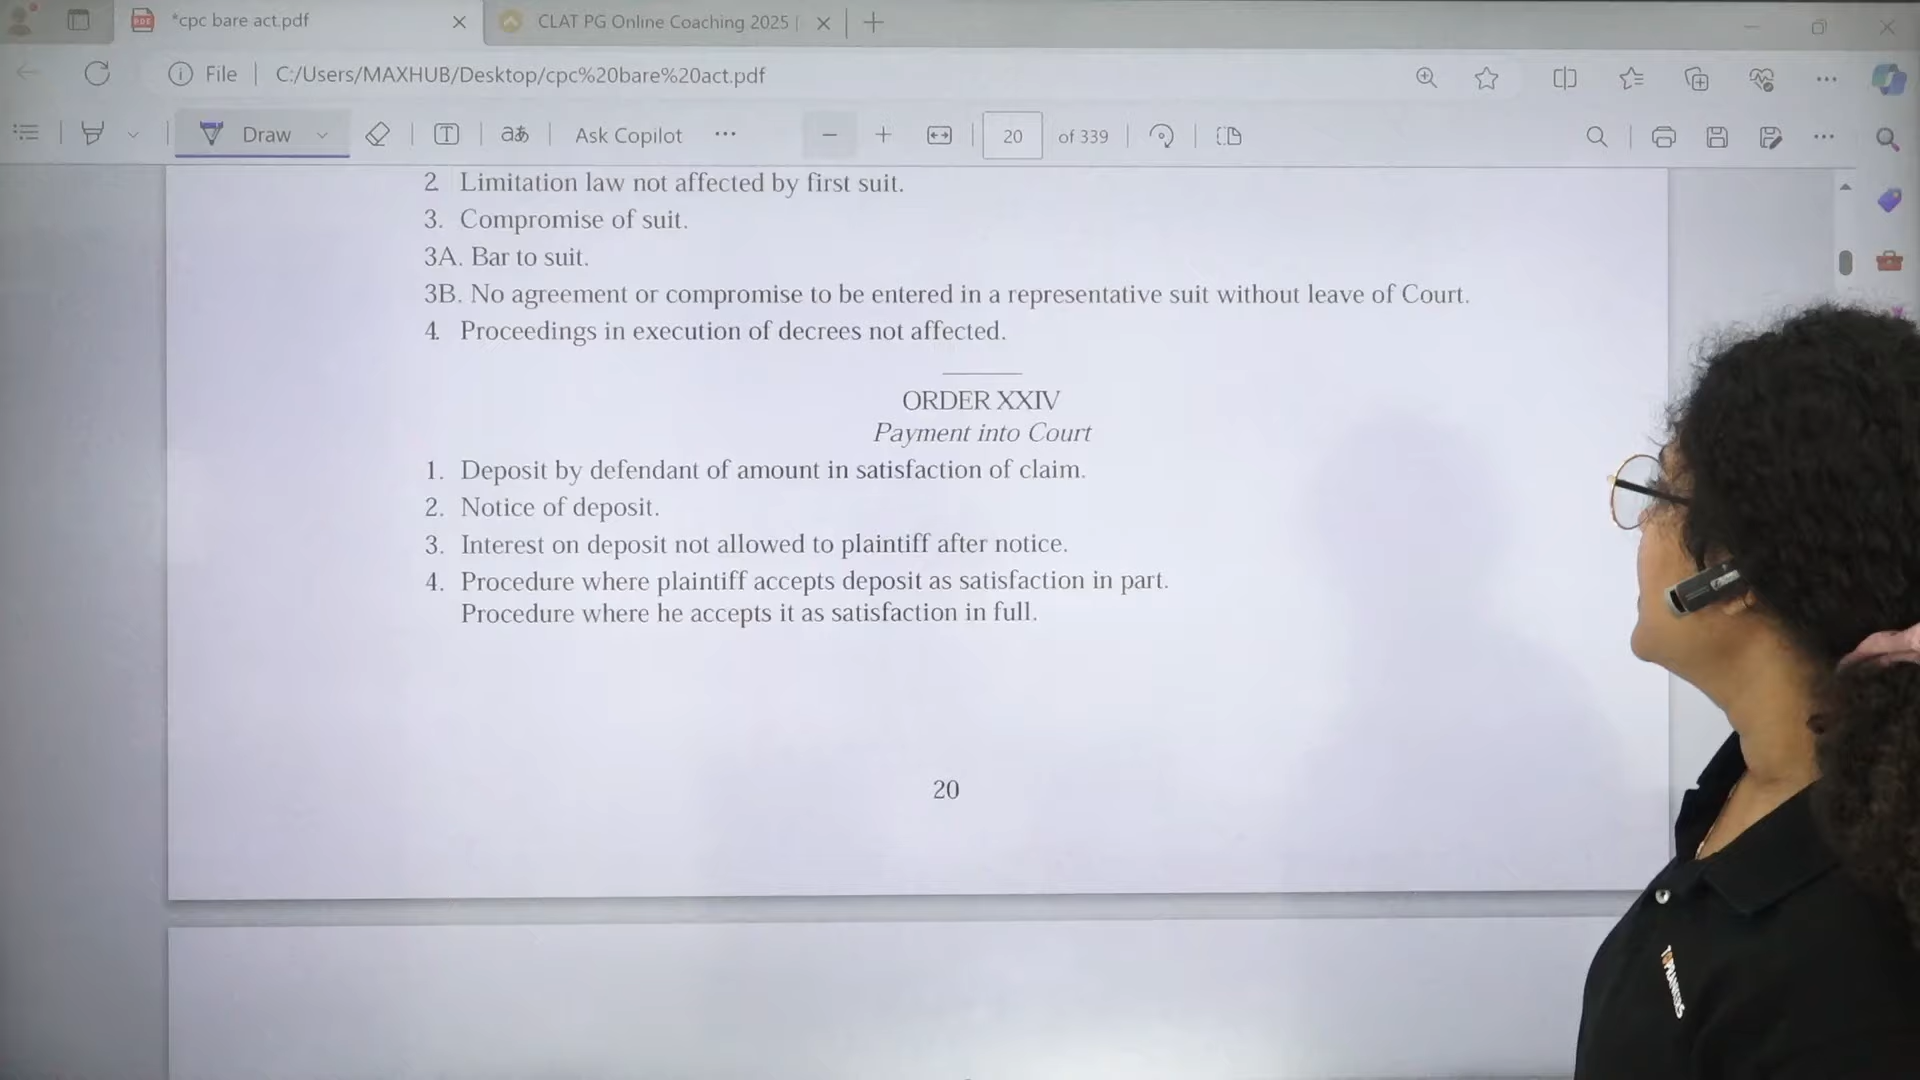 *cpc bare act.pdf
CLAT PG Online Coaching 2025 |
File
C:/Users/MAXHUB/Desktop/cpc%20bare%20act.pdf
Draw
T
aあ
Ask Copilot
20
of 339
2 Limitation law not affected by first suit.
3. Compromise of suit.
3A. Bar to suit.
3B. No agreement or compromise to be entered in a representative suit without leave of Court.
4. Proceedings in execution of decrees not affected.
ORDER XXIV
Payment into Court
1. Deposit by defendant of amount in satisfaction of claim.
2. Notice of deposit.
3. Interest on deposit not allowed to plaintiff after notice.
4. Procedure where plaintiff accepts deposit as satisfaction in part.
Procedure where he accepts it as satisfaction in full.
20
TOPRANKERS